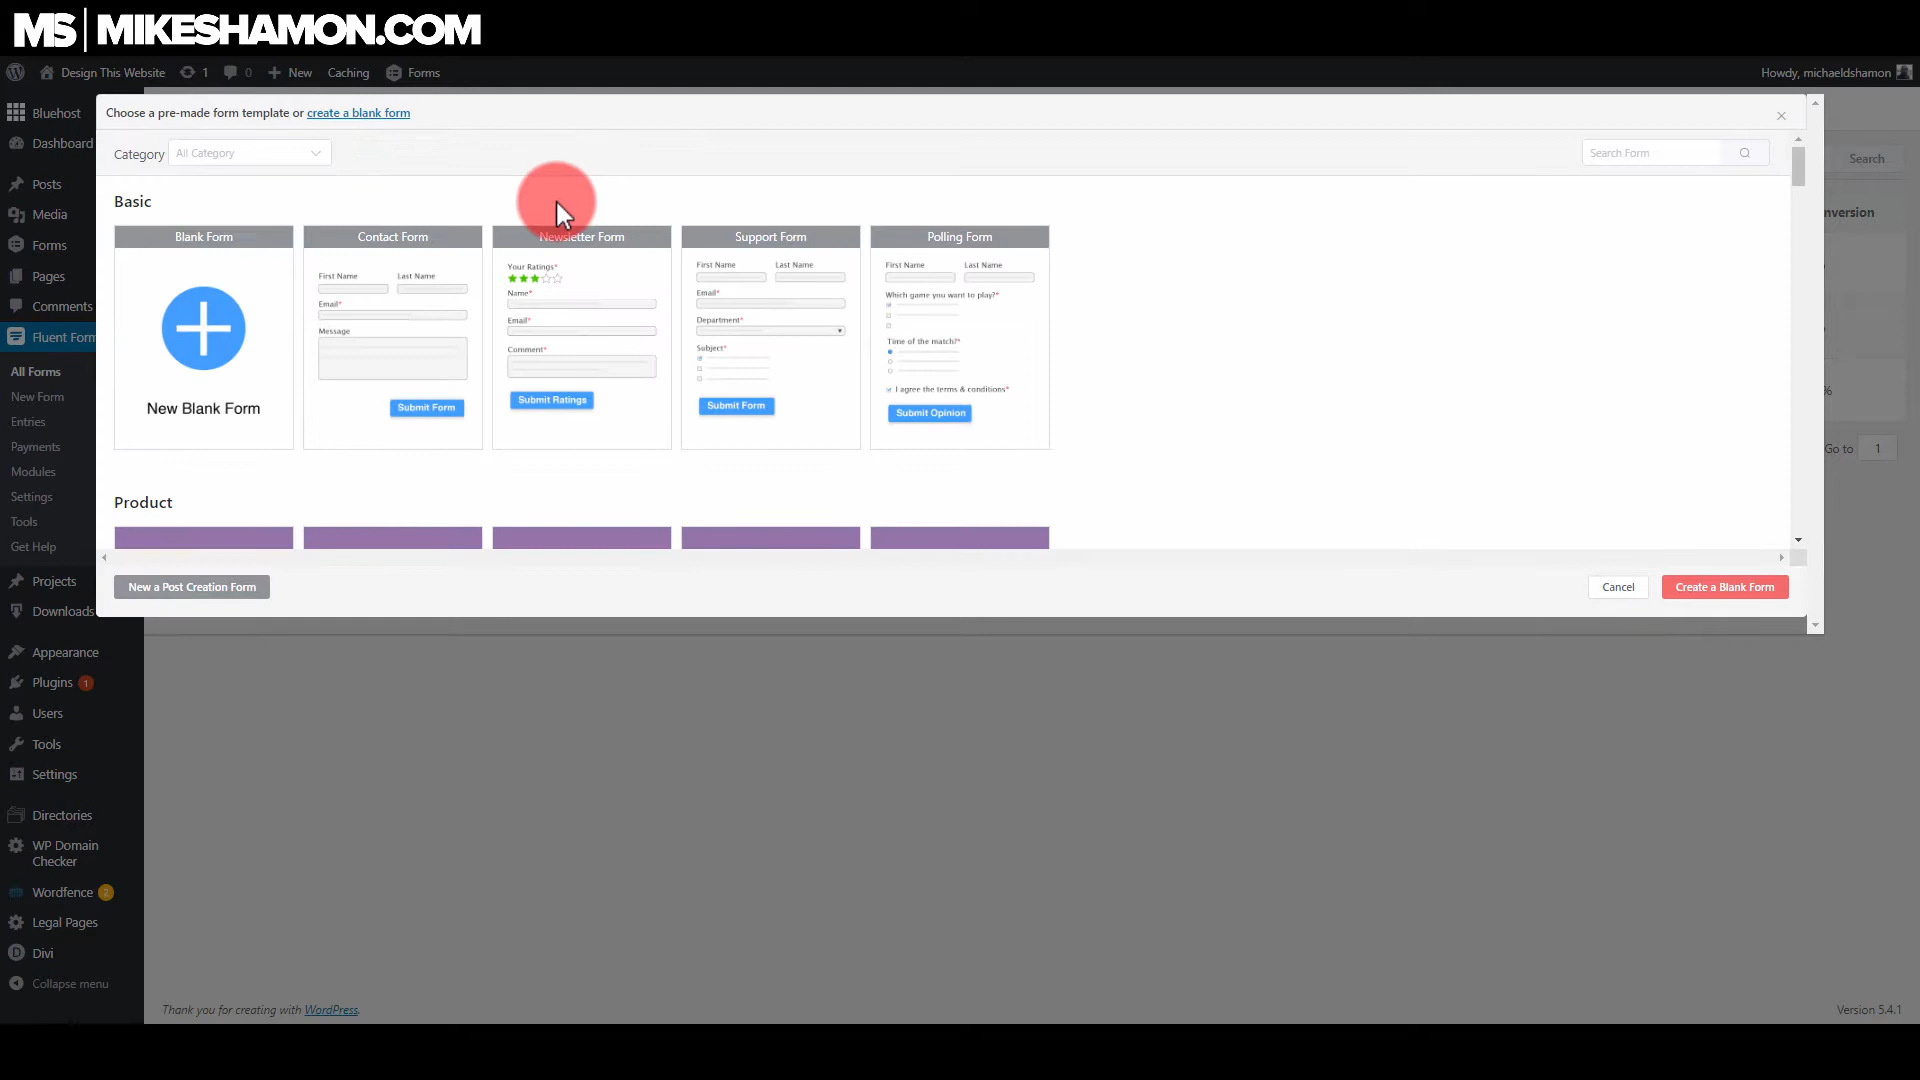 MS | MIKESHAMON.COM
Design This Website 1 0 New Caching Forms Howdy, michaeldshamon
Bluehost
Dashboard
Posts
Media
Forms
Pages
Comments
Fluent Form
All Forms
New Form
Entries
Payments
Modules
Settings
Tools
Get Help
Projects
Downloads
Appearance
Plugins 1
Users
Tools
Settings
Directories
WP Domain
Checker
Wordfence 2
Legal Pages
Divi
Collapse menu
Choose a pre-made form template or create a blank form
Category All Category
Search Form
Search
nversion
%
Go to 1
Basic
Blank Form
New Blank Form
Contact Form
First Name Last Name
Email*
Message
Submit Form
Newsletter Form
Your Ratings*
Name*
Email*
Comment*
Submit Ratings
Support Form
First Name Last Name
Email*
Department*
Subject*
Submit Form
Polling Form
First Name Last Name
Which game you want to play?*
Time of the match?*
I agree the terms & conditions*
Submit Opinion
Product
New a Post Creation Form
Cancel
Create a Blank Form
Thank you for creating with WordPress.
Version 5.4.1